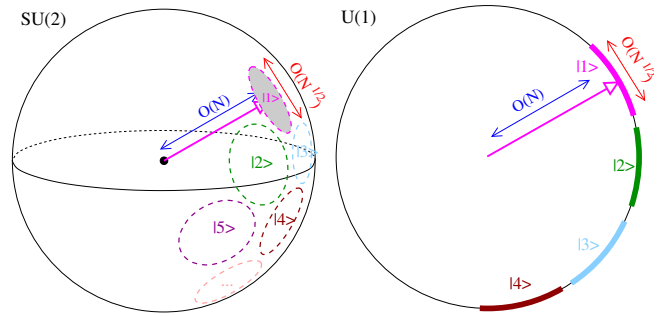 SU(2)
O(N)
|1>
O(N^1/2)
|2>
|3>
|4>
|5>
...
U(1)
O(N)
|1>
O(N^1/2)
|2>
|3>
|4>